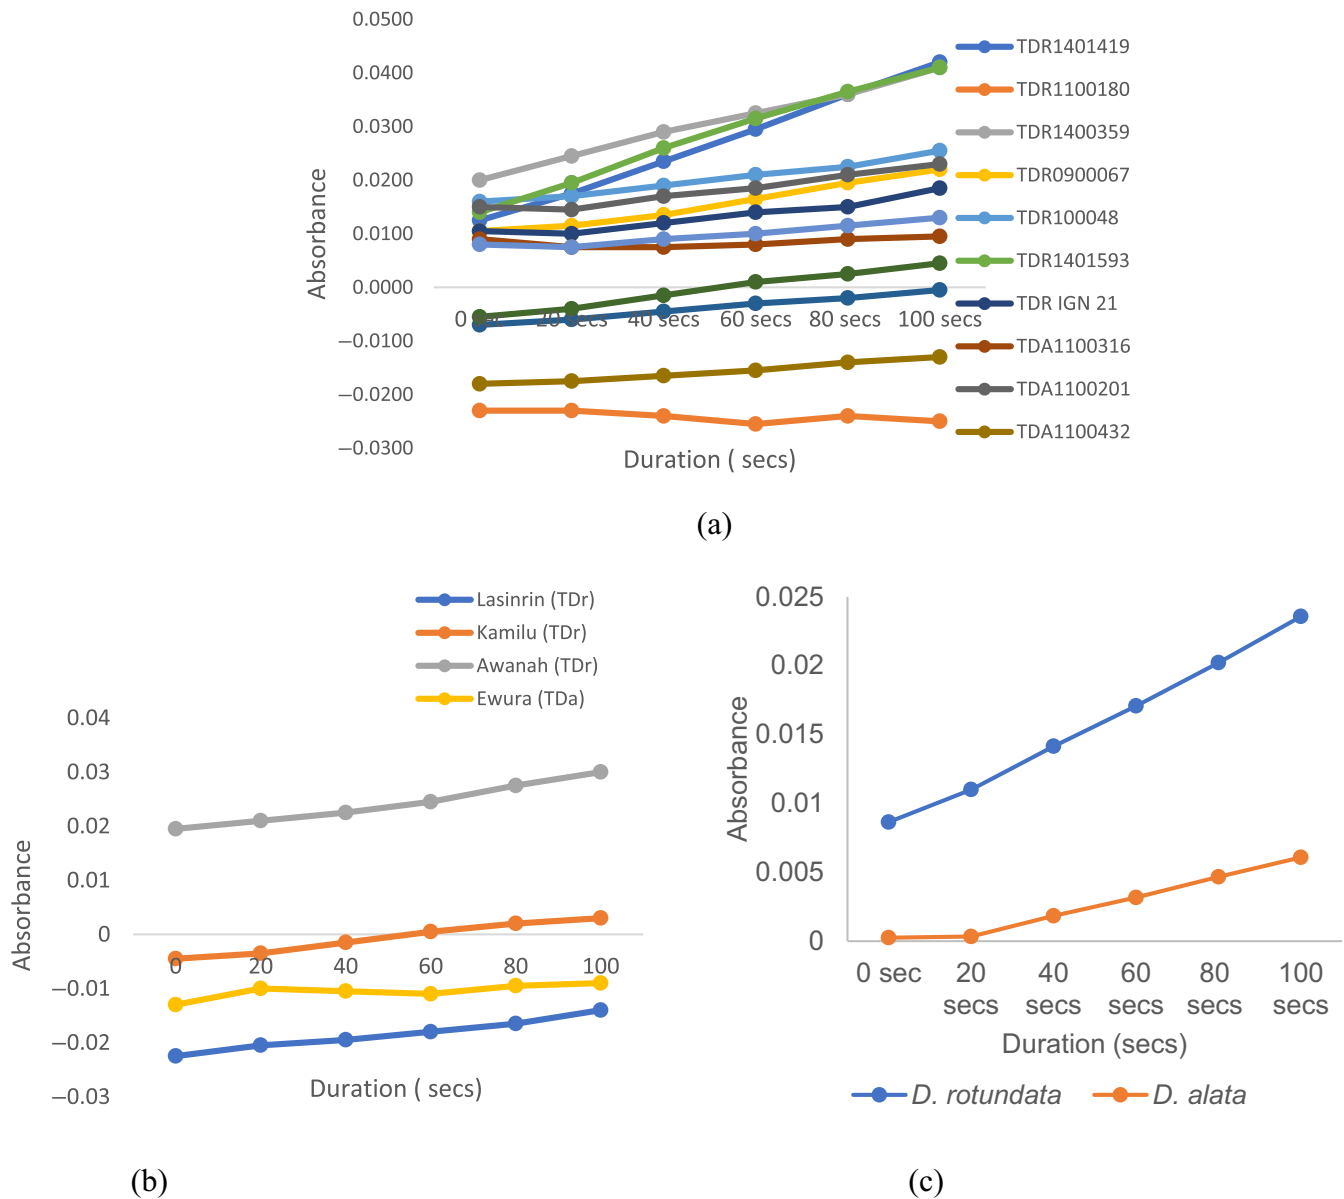 0.0500
0.0400
0.0300
0.0200
0.0100
0.0000
−0.0100
−0.0200
−0.0300
Absorbance
0 sec 20 secs 40 secs 60 secs 80 secs 100 secs
Duration ( secs)
TDR1401419
TDR1100180
TDR1400359
TDR0900067
TDR100048
TDR1401593
TDR IGN 21
TDA1100316
TDA1100201
TDA1100432
(a)
Lasinrin (TDr)
Kamilu (TDr)
Awanah (TDr)
Ewura (TDa)
0.04
0.03
0.02
0.01
0
−0.01
−0.02
−0.03
Absorbance
0 20 40 60 80 100
Duration ( secs)
(b)
0.025
0.02
0.015
0.01
0.005
0
Absorbance
0 sec 20 40 60 80 100
secs secs secs secs secs
Duration (secs)
D. rotundata D. alata
(c)